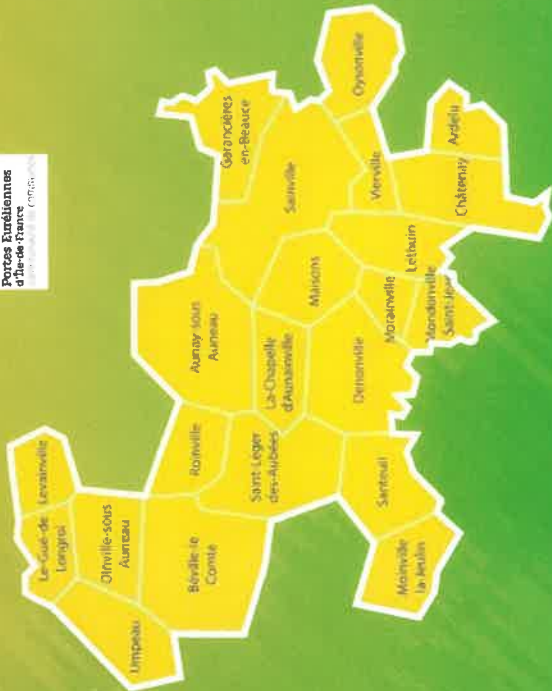 Portes Euréliennes
d'Île-de-France
Le-Gué-de
Longroi
Levainville
Oinville-sous
Auneau
Umpeau
Béville-le
Comte
Roinville
Aunay-sous
Auneau
Saint-Léger
des-Aubées
La-Chapelle
d'Aunainville
Garancières
en-Beauce
Sainville
Oysonville
Maisons
Vierville
Denonville
Morainville
Léthuin
Mondonville
Saint-Jean
Châtenay
Ardelu
Santeuil
Moinville
la-Jeulin